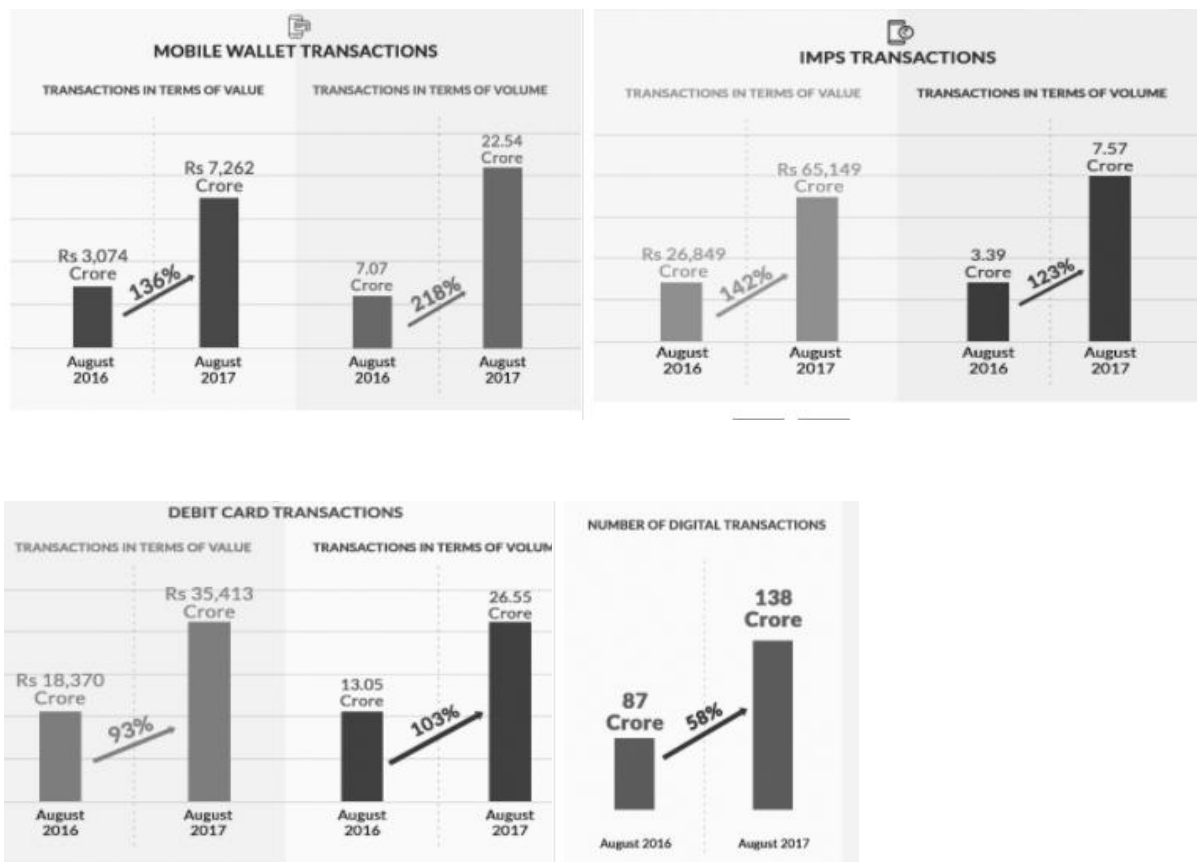 MOBILE WALLET TRANSACTIONS
TRANSACTIONS IN TERMS OF VALUE
Rs 3,074
Crore
136%
Rs 7,262
Crore
August
2016
August
2017
TRANSACTIONS IN TERMS OF VOLUME
7.07
Crore
218%
22.54
Crore
August
2016
August
2017
IMPS TRANSACTIONS
TRANSACTIONS IN TERMS OF VALUE
Rs 26,849
Crore
142%
Rs 65,149
Crore
August
2016
August
2017
TRANSACTIONS IN TERMS OF VOLUME
3.39
Crore
123%
7.57
Crore
August
2016
August
2017
DEBIT CARD TRANSACTIONS
TRANSACTIONS IN TERMS OF VALUE
Rs 18,370
Crore
93%
Rs 35,413
Crore
August
2016
August
2017
TRANSACTIONS IN TERMS OF VOLUM
13.05
Crore
103%
26.55
Crore
August
2016
August
2017
NUMBER OF DIGITAL TRANSACTIONS
87
Crore
58%
138
Crore
August 2016
August 2017